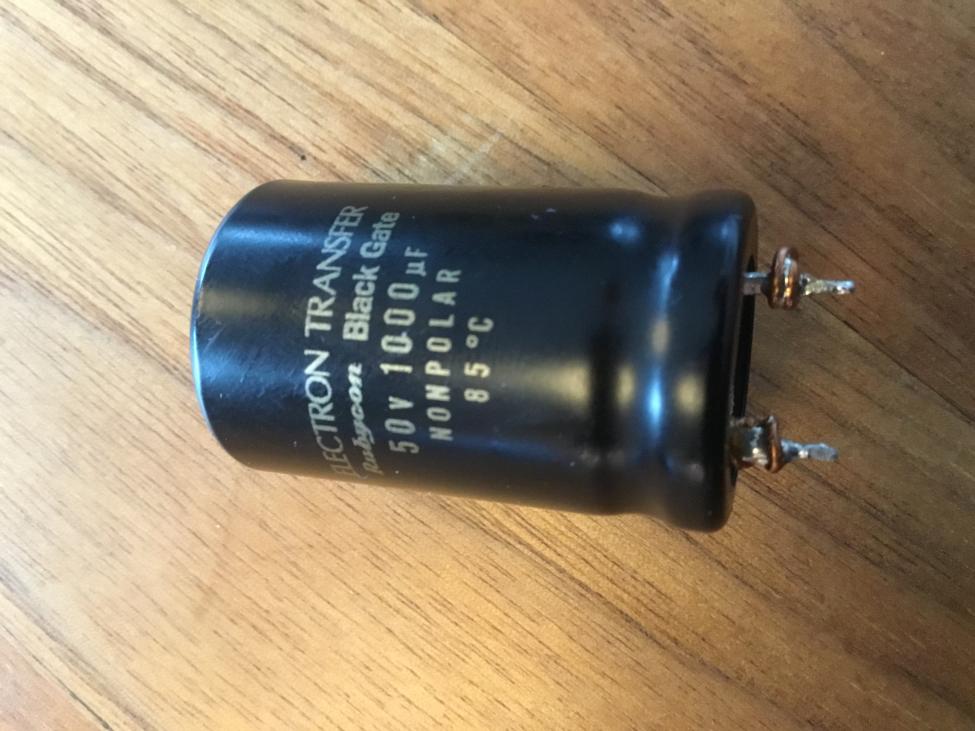 ELECTRON TRANSFER
Rubycon Black Gate
50V 1000µF
NONPOLAR
85°C